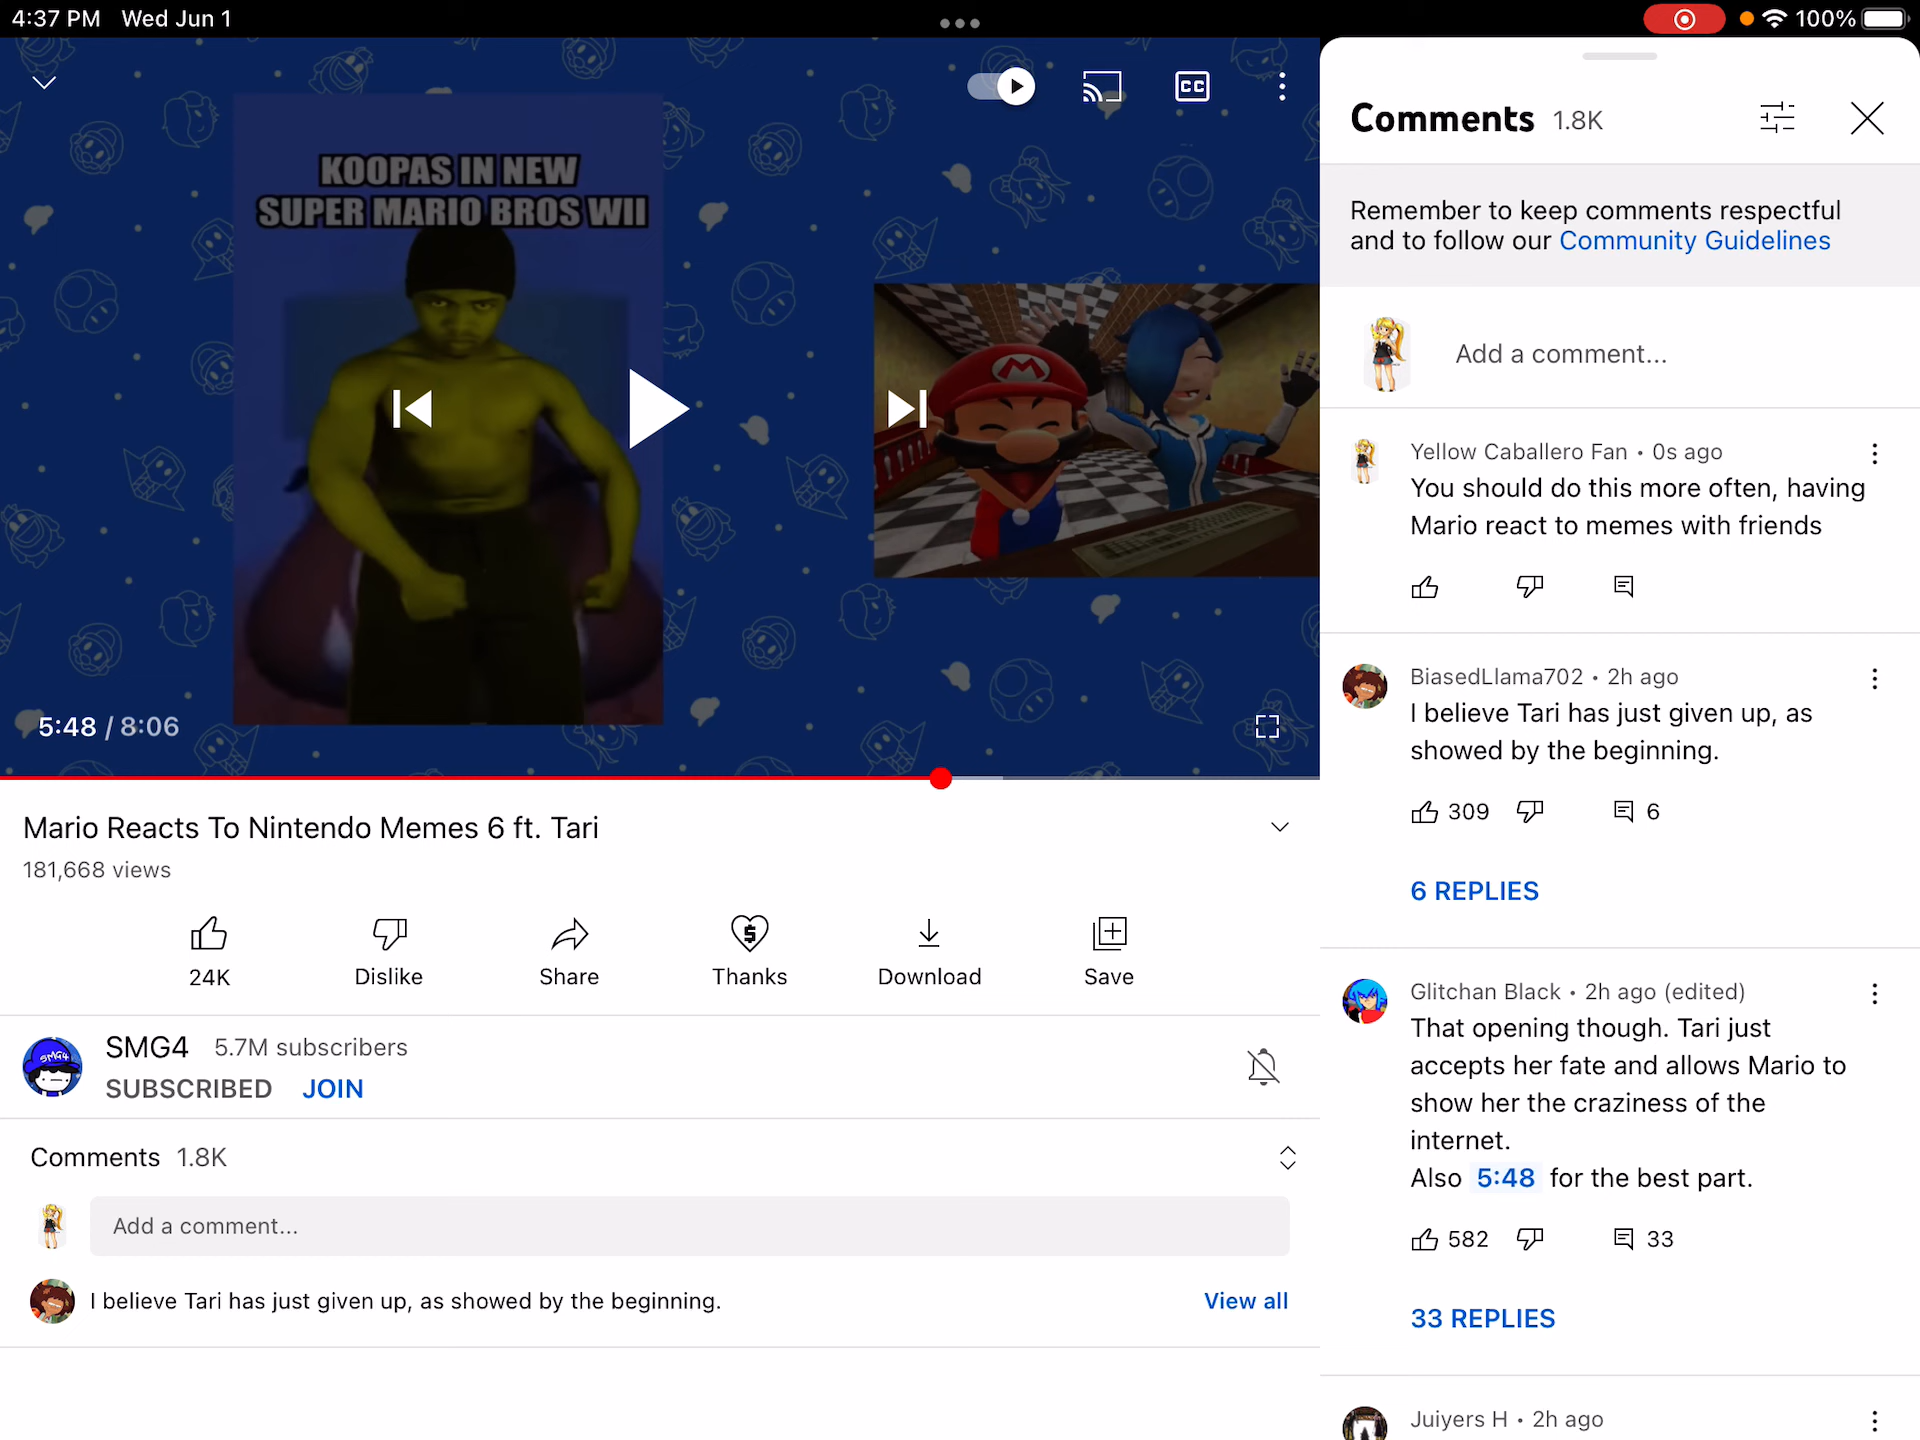 4:37 PM Wed Jun 1
100%
KOOPAS IN NEW
SUPER MARIO BROS WII
CC
5:48 / 8:06
Mario Reacts To Nintendo Memes 6 ft. Tari
181,668 views
24K
Dislike
Share
Thanks
Download
Save
SMG4
SMG4 5.7M subscribers
SUBSCRIBED JOIN
Comments 1.8K
Add a comment...
I believe Tari has just given up, as showed by the beginning.
View all
Comments 1.8K
Remember to keep comments respectful
and to follow our Community Guidelines
Add a comment...
Yellow Caballero Fan • 0s ago
You should do this more often, having
Mario react to memes with friends
BiasedLlama702 • 2h ago
I believe Tari has just given up, as
showed by the beginning.
309
6
6 REPLIES
Glitchan Black • 2h ago (edited)
That opening though. Tari just
accepts her fate and allows Mario to
show her the craziness of the
internet.
Also 5:48 for the best part.
582
33
33 REPLIES
Juiyers H • 2h ago